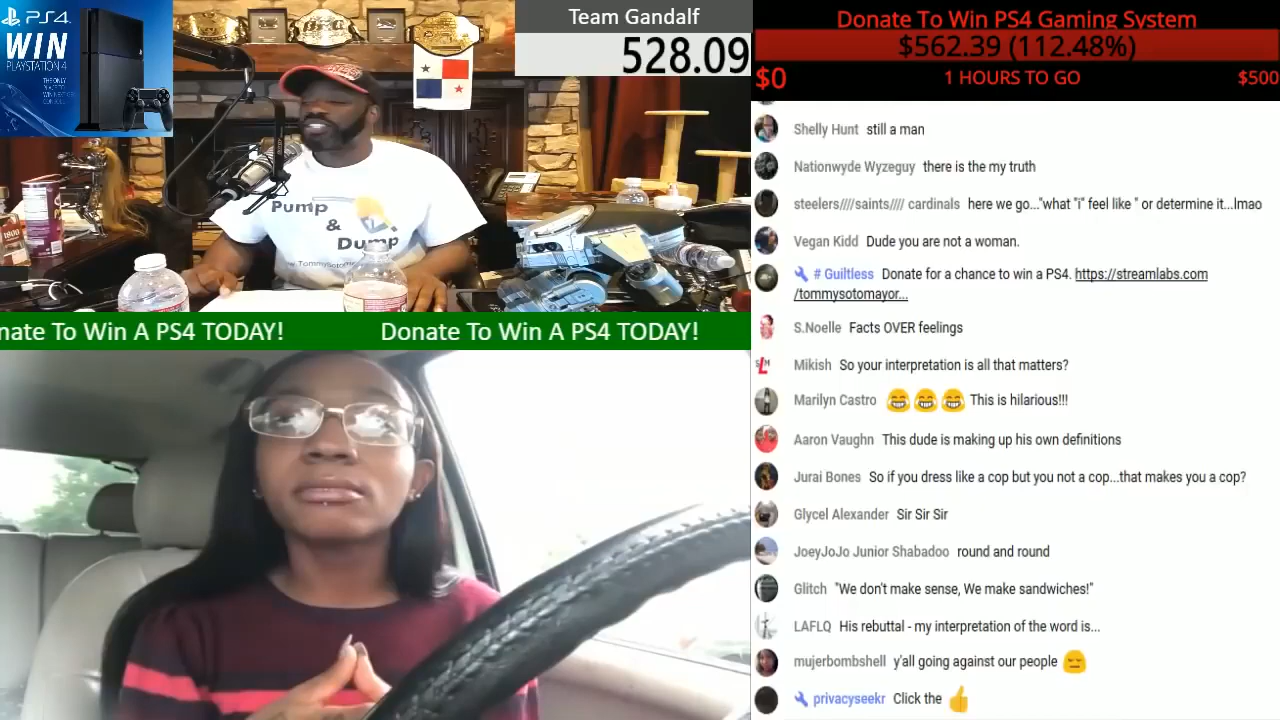 PS4
WIN
PLAYSTATION 4
Team Gandalf
528.09
Pump
&
Dump
nate To Win A PS4 TODAY!
Donate To Win A PS4 TODAY!
Donate To Win PS4 Gaming System
$562.39 (112.48%)
$0
1 HOURS TO GO
$500
Shelly Hunt still a man
Nationwyde Wyzeguy there is the my truth
steelers////saints//// cardinals here we go..."what "i" feel like " or determine it...lmao
Vegan Kidd Dude you are not a woman.
# Guiltless Donate for a chance to win a PS4. https://streamlabs.com
/tommysotomayor...
S.Noelle Facts OVER feelings
Mikish So your interpretation is all that matters?
Marilyn Castro 😂😂😂 This is hilarious!!!
Aaron Vaughn This dude is making up his own definitions
Jurai Bones So if you dress like a cop but you not a cop...that makes you a cop?
Glycel Alexander Sir Sir Sir
JoeyJoJo Junior Shabadoo round and round
Glitch "We don't make sense, We make sandwiches!"
LAFLQ His rebuttal - my interpretation of the word is...
mujerbombshell y'all going against our people 😑
privacyseekr Click the 👍